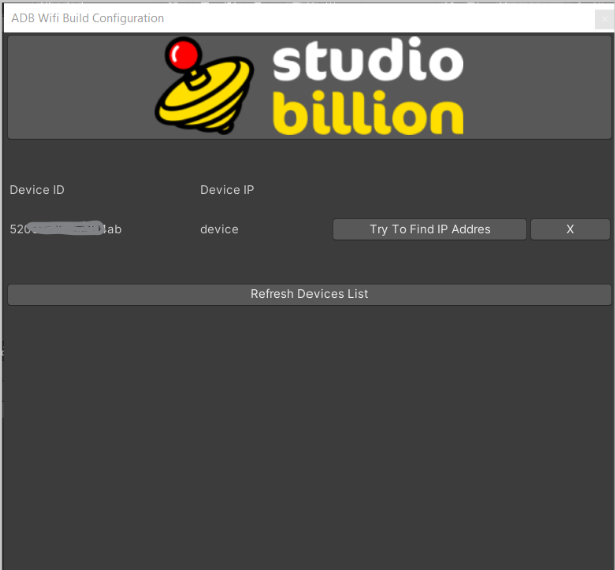 ADB Wifi Build Configuration
studio
billion
Device ID Device IP
device Try To Find IP Addres X
Refresh Devices List